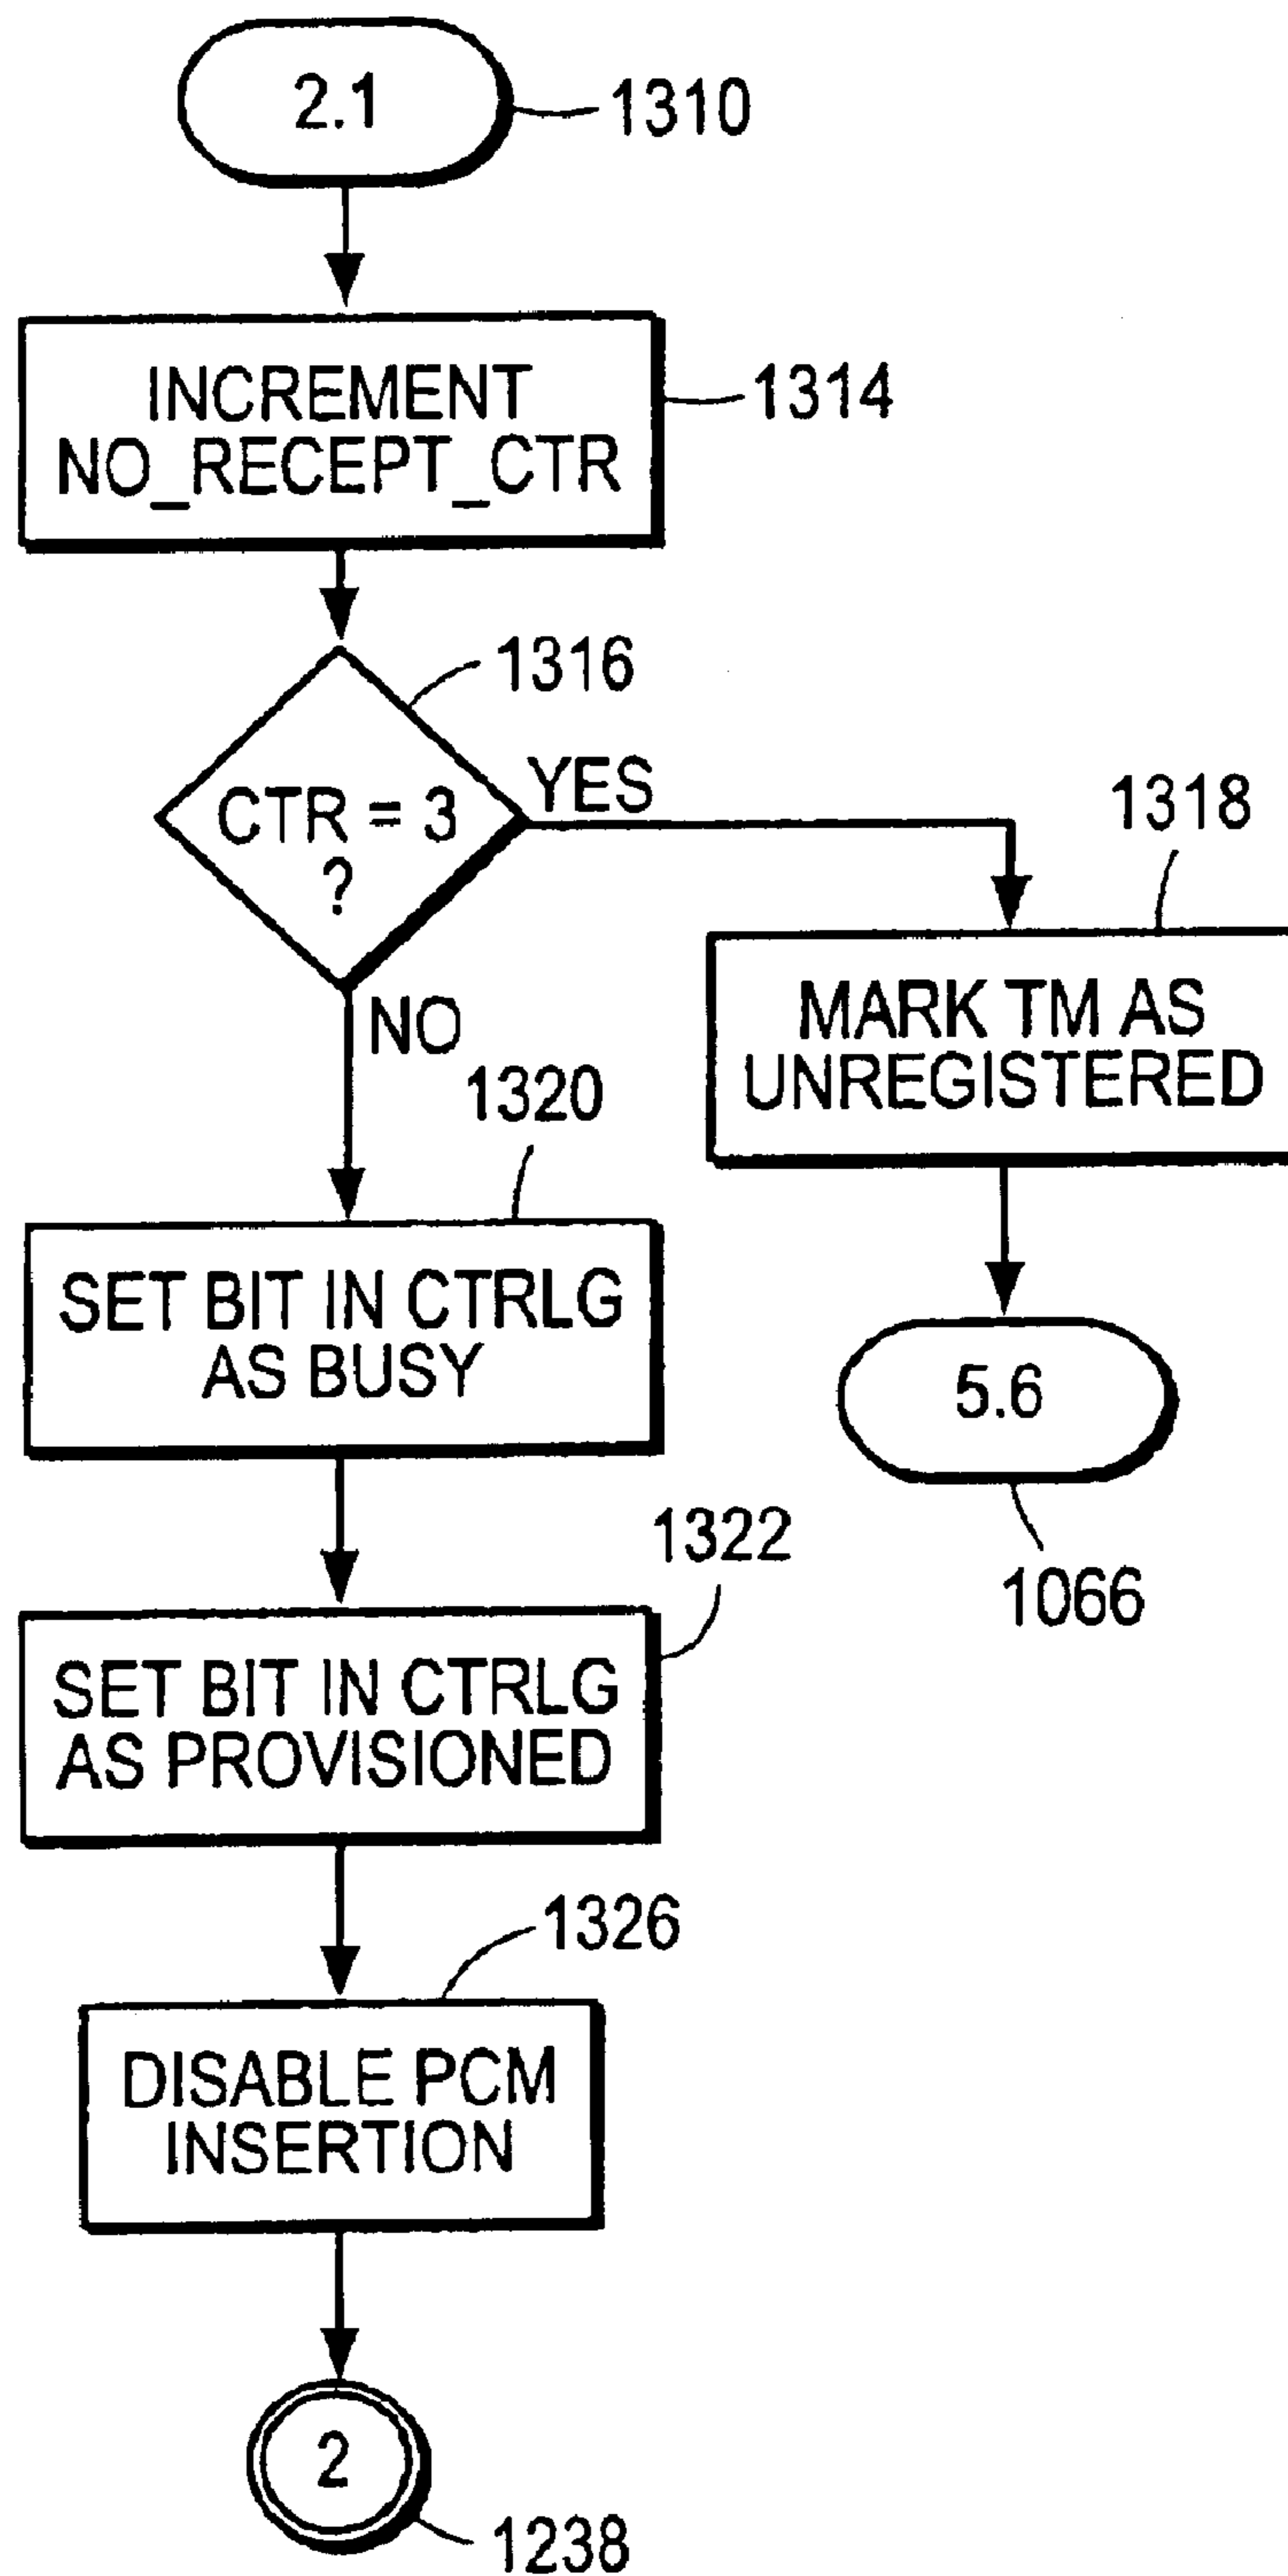 2.1
1310
INCREMENT
NO_RECEPT_CTR
1314
1316
CTR = 3
?
YES
NO
1318
MARK TM AS
UNREGISTERED
1320
SET BIT IN CTRLG
AS BUSY
5.6
1066
1322
SET BIT IN CTRLG
AS PROVISIONED
1326
DISABLE PCM
INSERTION
2
1238